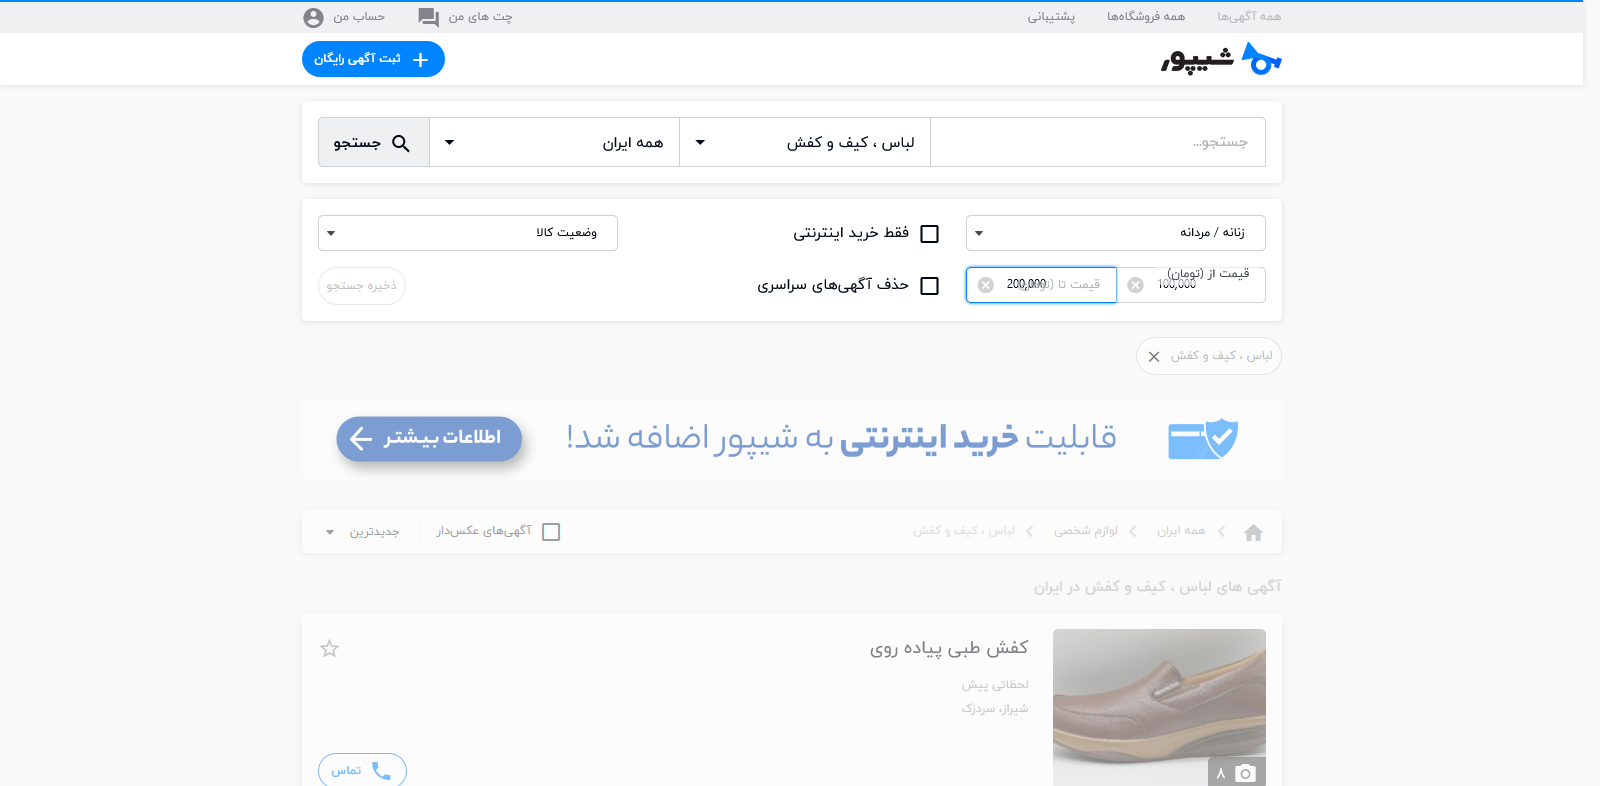 همه آگهی‌ها
همه فروشگاه‌ها
پشتیبانی
چت های من
حساب من
شیپور
ثبت آگهی رایگان
جستجو...
لباس ، کیف و کفش
همه ایران
جستجو
زنانه / مردانه
فقط خرید اینترنتی
وضعیت کالا
قیمت از (تومان)
100,000
قیمت تا (تومان)
200,000
حذف آگهی‌های سراسری
ذخیره جستجو
لباس ، کیف و کفش
قابلیت خرید اینترنتی به شیپور اضافه شد!
اطلاعات بیشتر
همه ایران
لوازم شخصی
لباس ، کیف و کفش
آگهی‌های عکس‌دار
جدیدترین
آگهی های لباس ، کیف و کفش در ایران
کفش طبی پیاده روی
لحظاتی پیش
شیراز، سردزک
تماس
۸